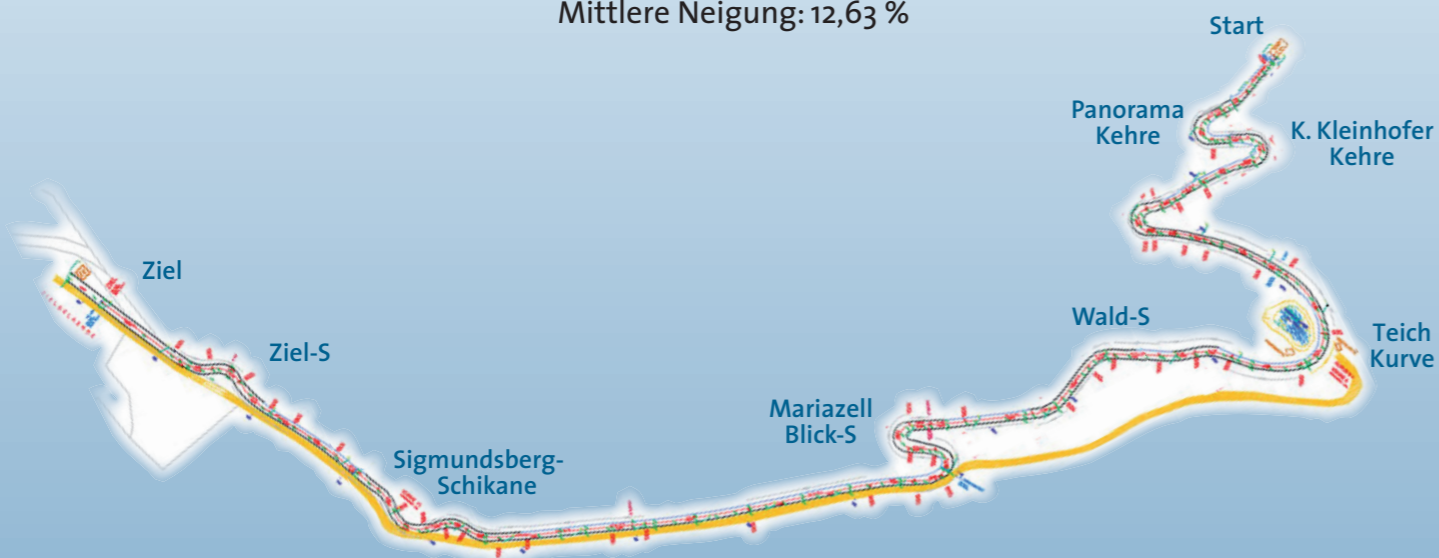 Mittlere Neigung: 12,63 %
Start
Panorama
Kehre
K. Kleinhofer
Kehre
Ziel
Wald-S
Teich
Kurve
Ziel-S
Mariazell
Blick-S
Sigmundsberg-
Schikane